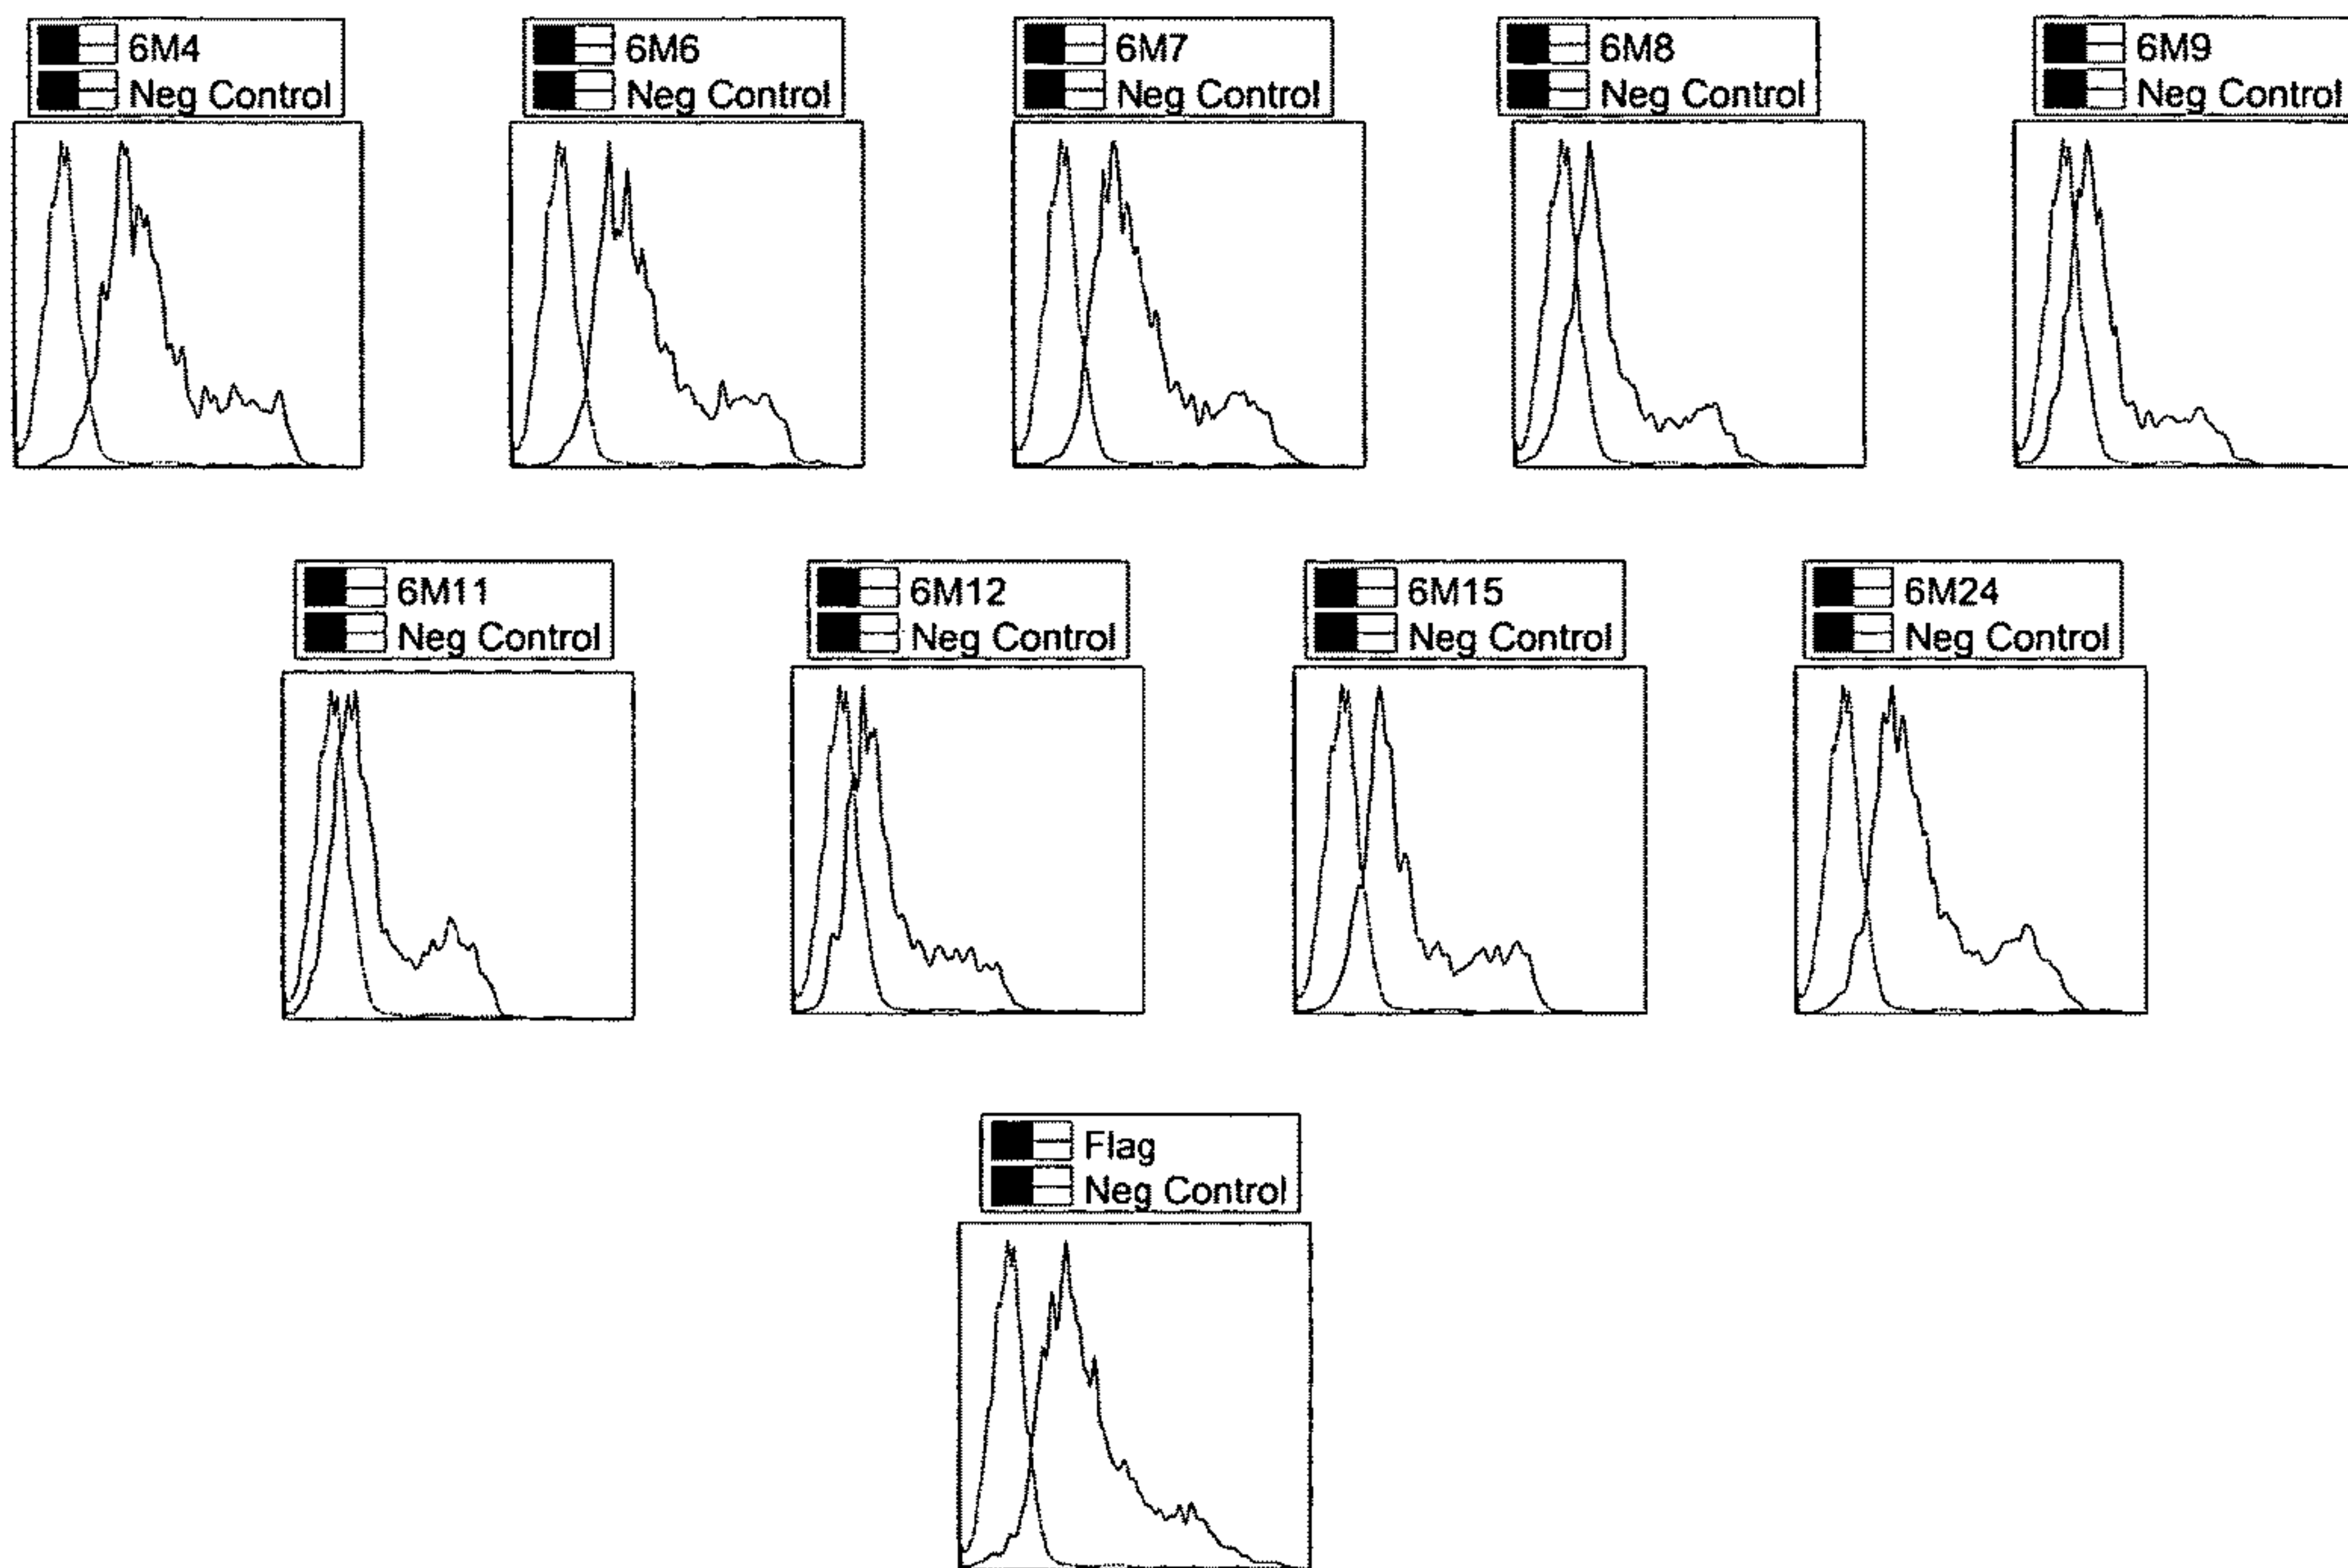 6M4
Neg Control
6M6
Neg Control
6M7
Neg Control
6M8
Neg Control
6M9
Neg Control
6M11
Neg Control
6M12
Neg Control
6M15
Neg Control
6M24
Neg Control
Flag
Neg Control